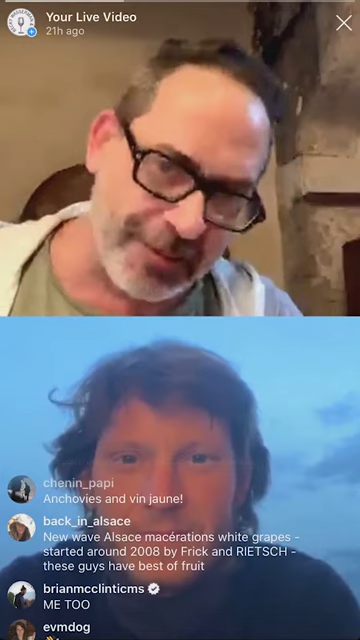 Your Live Video
21h ago
chenin_papi
Anchovies and vin jaune!
back_in_alsace
New wave Alsace macérations white grapes -
started around 2008 by Frick and RIETSCH -
these guys have best of fruit
brianmcclinticms
ME TOO
evmdog